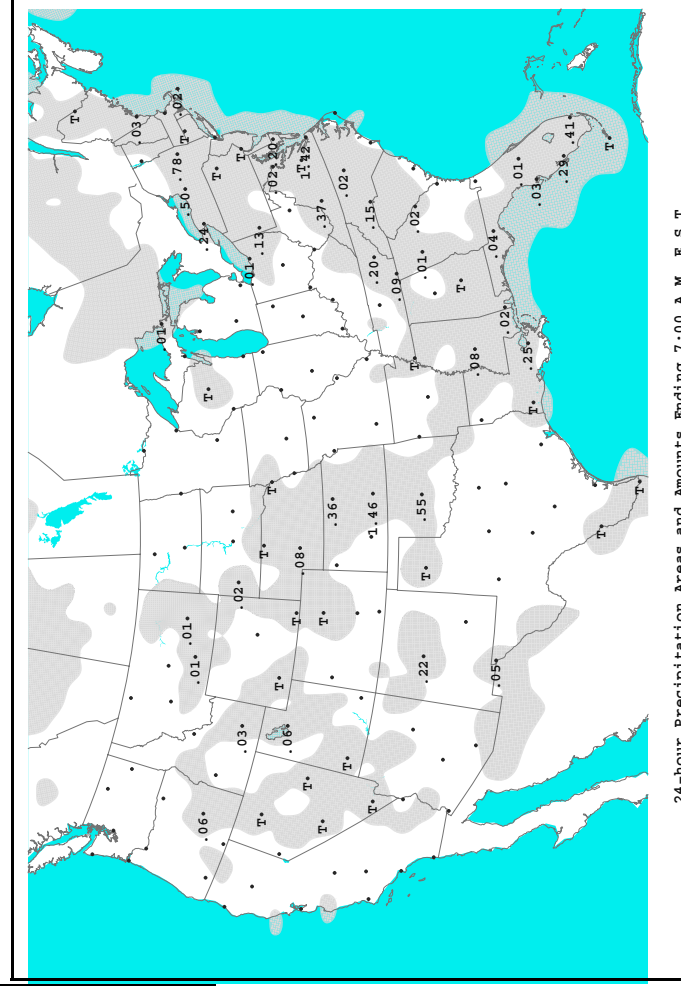 T
.03
.01
.02
.78
T
.50
.01
.01
.24
.06
T
T
.02
T
.03
.01
.13
T
T
T
.02
.20
T
.06
T
.08
T
1.42
T
.37
T
T
.36
.02
T
.15
1.46
T
.20
.09
T
.02
.55
.01
.22
T
T
.08
.04
.05
.02
.01
.25
T
.03
.29
.41
T
T
T
24-hour Precipitation Areas and Amounts Ending 7:00 A.M. E.S.T